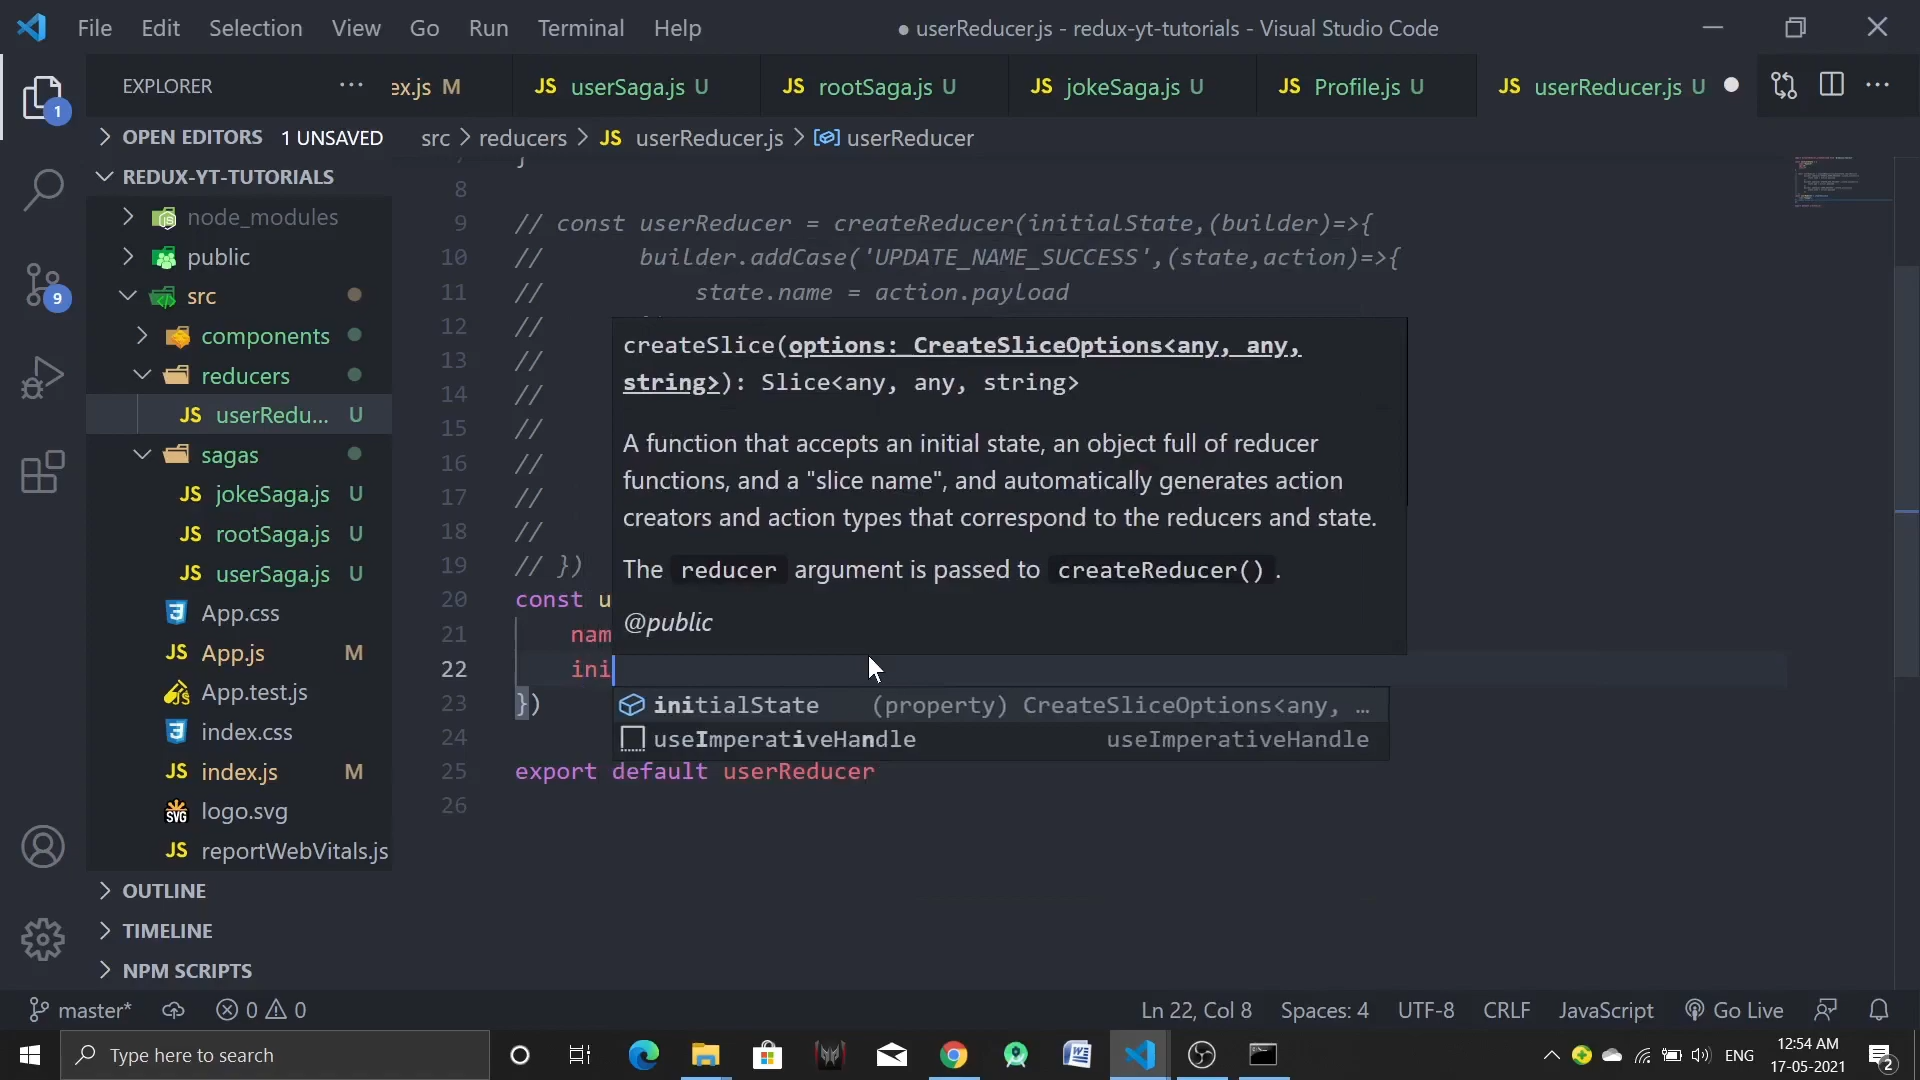 File Edit Selection View Go Run Terminal Help
● userReducer.js - redux-yt-tutorials - Visual Studio Code
EXPLORER ···
ex.js M
JS userSaga.js U
JS rootSaga.js U
JS jokeSaga.js U
JS Profile.js U
JS userReducer.js U
1
OPEN EDITORS 1 UNSAVED
src > reducers > JS userReducer.js > userReducer
REDUX-YT-TUTORIALS
node_modules
public
src
components
reducers
JS userRedu... U
sagas
JS jokeSaga.js U
JS rootSaga.js U
JS userSaga.js U
App.css
JS App.js M
App.test.js
index.css
JS index.js M
SVG logo.svg
JS reportWebVitals.js
OUTLINE
TIMELINE
NPM SCRIPTS
9
8
9 // const userReducer = createReducer(initialState,(builder)=>{
10 // builder.addCase('UPDATE_NAME_SUCCESS',(state,action)=>{
11 // state.name = action.payload
12 //
13 //
14 //
15 //
16 //
17 //
18 //
19 // })
20 const u
21 nam
22 ini
23 })
24
25 export default userReducer
26
createSlice(options: CreateSliceOptions<any, any,
string>): Slice<any, any, string>
A function that accepts an initial state, an object full of reducer
functions, and a "slice name", and automatically generates action
creators and action types that correspond to the reducers and state.
The reducer argument is passed to createReducer() .
@public
initialState (property) CreateSliceOptions<any, …
useImperativeHandle useImperativeHandle
master* 0 0
Ln 22, Col 8 Spaces: 4 UTF-8 CRLF JavaScript Go Live
Type here to search
ENG
12:54 AM
17-05-2021
2